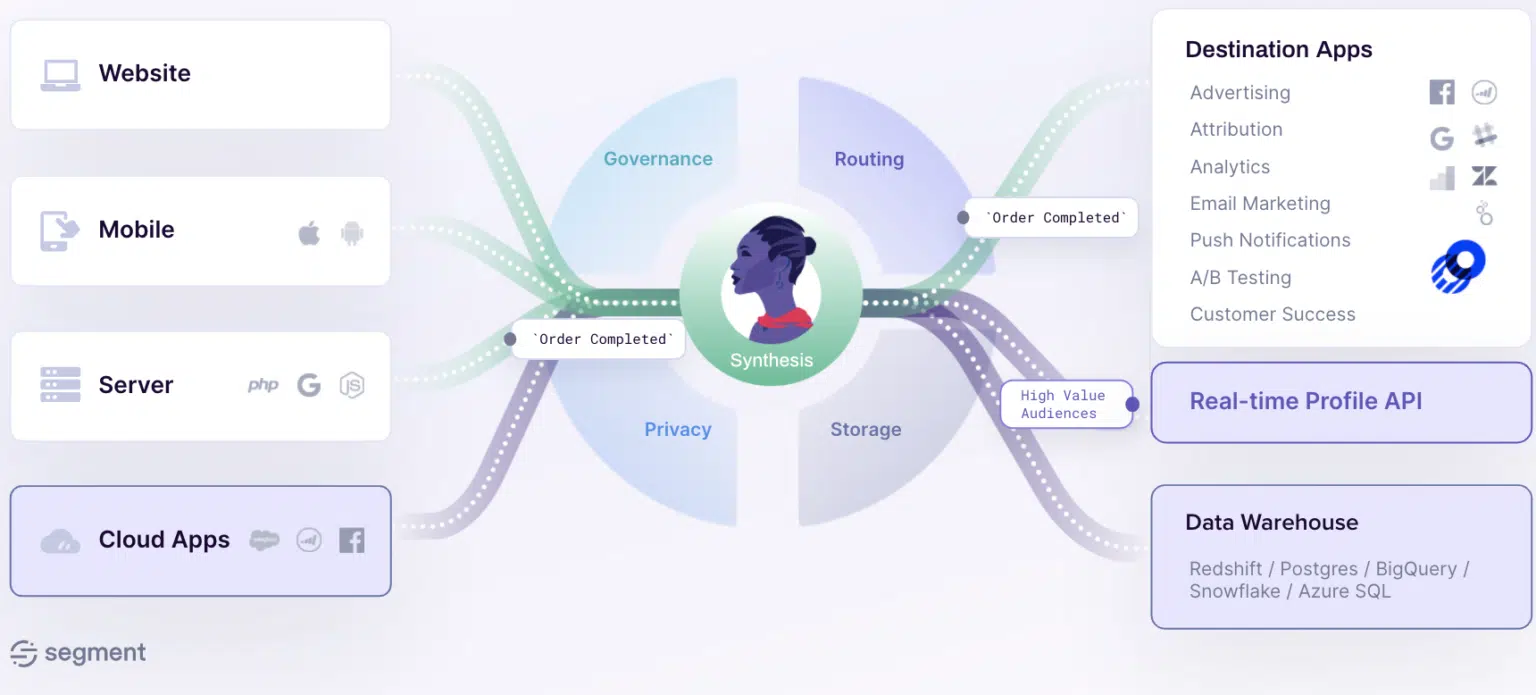 Website
Mobile
Server
php
JS
Cloud Apps
segment
Governance
Routing
Privacy
Storage
Synthesis
`Order Completed`
`Order Completed`
High Value
Audiences
Destination Apps
Advertising
Attribution
Analytics
Email Marketing
Push Notifications
A/B Testing
Customer Success
Real-time Profile API
Data Warehouse
Redshift / Postgres / BigQuery /
Snowflake / Azure SQL